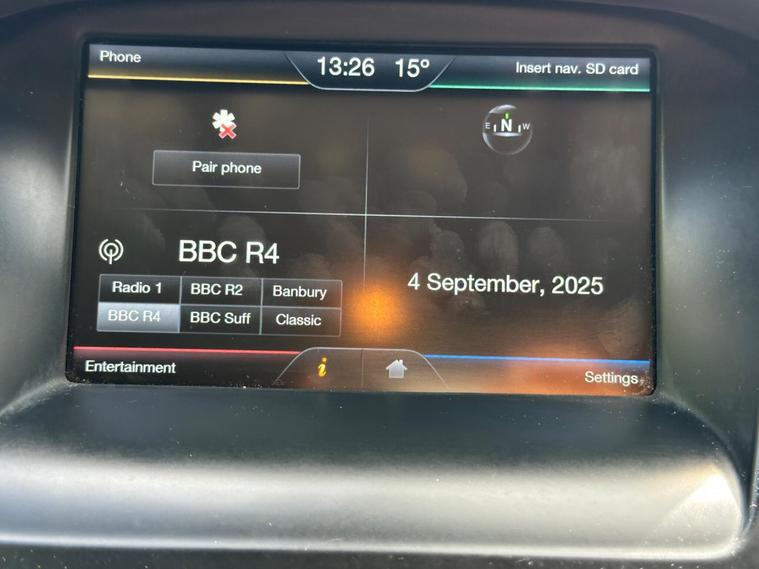 Phone
13:26 15º
Insert nav. SD card
E N W
Pair phone
BBC R4
Radio 1 BBC R2 Banbury
BBC R4 BBC Suff Classic
4 September, 2025
Entertainment
i
Settings